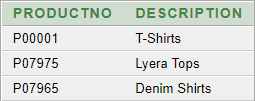 PRODUCTNO DESCRIPTION
P00001 T-Shirts
P07975 Lyera Tops
P07965 Denim Shirts